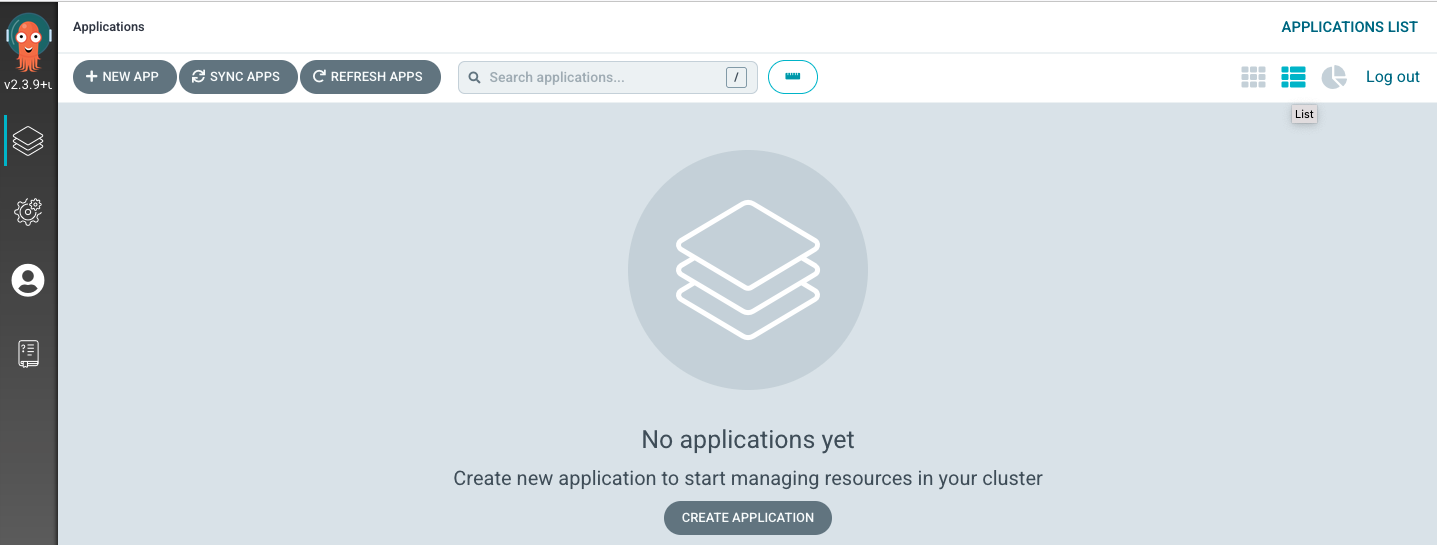 Applications
APPLICATIONS LIST
v2.3.9+
NEW APP
SYNC APPS
REFRESH APPS
Search applications...
/
Log out
List
No applications yet
Create new application to start managing resources in your cluster
CREATE APPLICATION